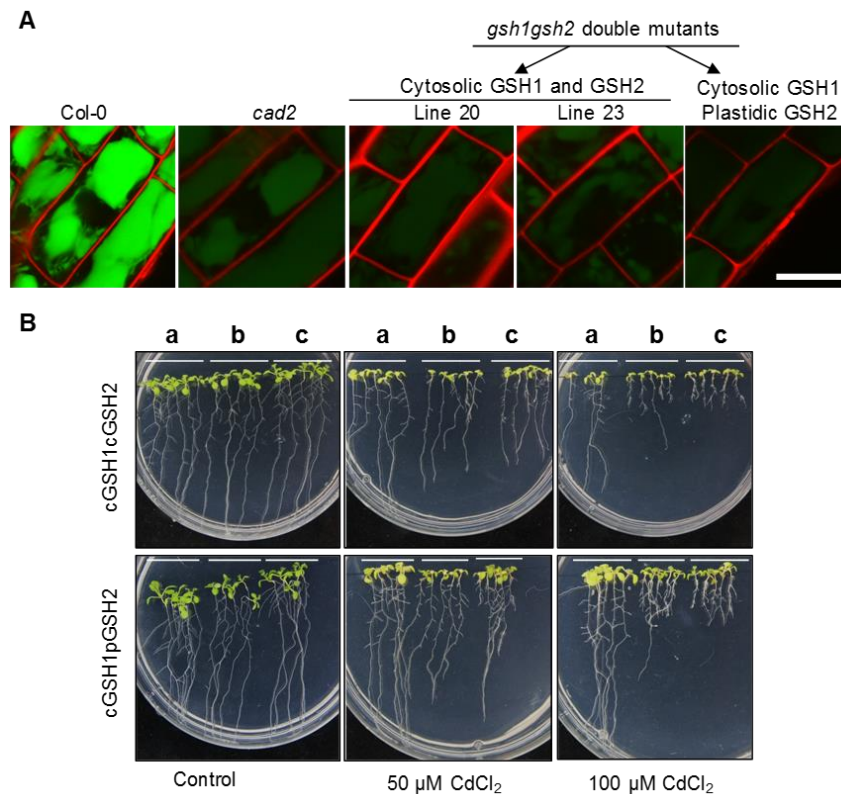 A
gsh1gsh2 double mutants
Cytosolic GSH1 and GSH2
Cytosolic GSH1
Plastidic GSH2
Col-0
cad2
Line 20
Line 23
B
a b c a b c a b c
cGSH1cGSH2
cGSH1pGSH2
Control
50 µM CdCl₂
100 µM CdCl₂